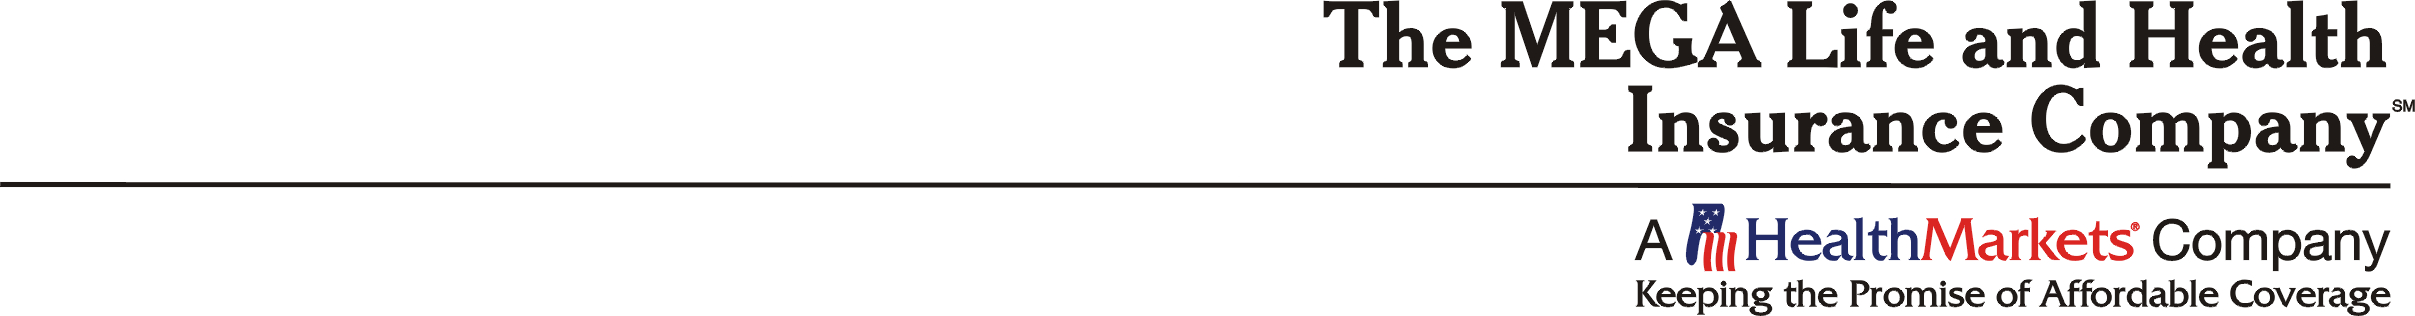 The MEGA Life and Health
Insurance Company℠
A HealthMarkets® Company
Keeping the Promise of Affordable Coverage